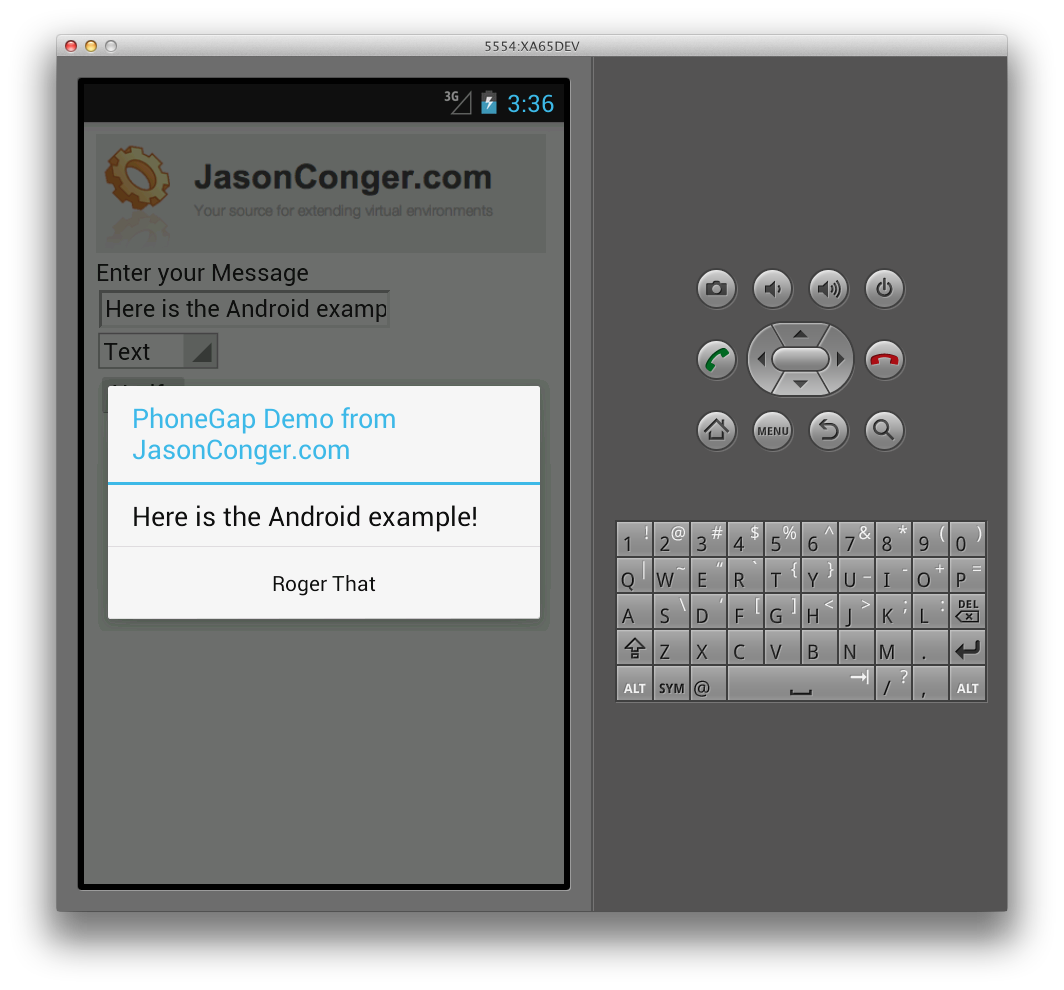 5554:XA65DEV
3G 3:36
JasonConger.com
Your source for extending virtual environments
Enter your Message
Here is the Android examp
Text
PhoneGap Demo from
JasonConger.com
Here is the Android example!
Roger That
MENU
1 ! 2 @ 3 # 4 $ 5 % 6 ^ 7 & 8 * 9 ( 0 )
Q | W ~ E “ R ` T { Y } U _ I - O + P =
A S \ D ‘ F [ G ] H < J > K ; L : DEL
Z X C V B N M .
ALT SYM @ / ? , ALT